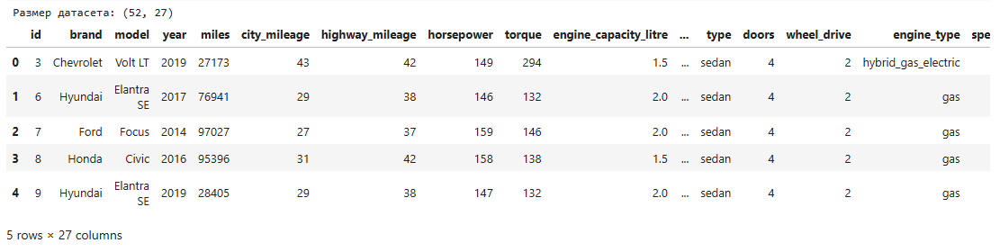 Размер датасета: (52, 27)
id brand model year miles city_mileage highway_mileage horsepower torque engine_capacity_litre ... type doors wheel_drive engine_type spe
0 3 Chevrolet Volt LT 2019 27173 43 42 149 294 1.5 ... sedan 4 2 hybrid_gas_electric
1 6 Hyundai Elantra SE 2017 76941 29 38 146 132 2.0 ... sedan 4 2 gas
2 7 Ford Focus 2014 97027 27 37 159 146 2.0 ... sedan 4 2 gas
3 8 Honda Civic 2016 95396 31 42 158 138 1.5 ... sedan 4 2 gas
4 9 Hyundai Elantra SE 2019 28405 29 38 147 132 2.0 ... sedan 4 2 gas
5 rows × 27 columns